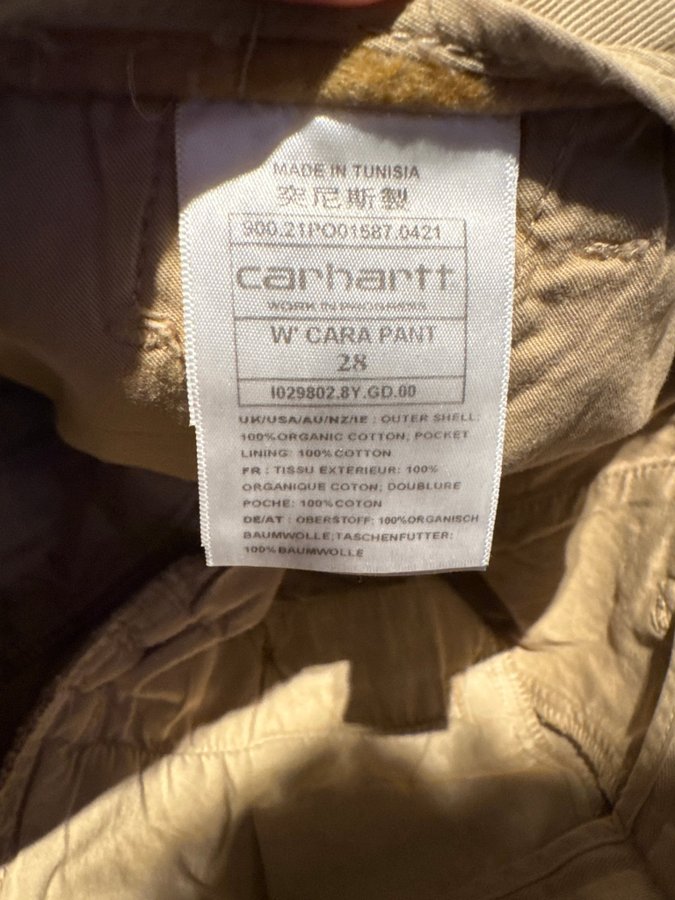 MADE IN TUNISIA
突尼斯製
900.21PO01587.0421
carhartt
WORK IN PROGRESS
W' CARA PANT
28
I029802.8Y.GD.00
UK/USA/AU/NZ/IE : OUTER SHELL:
100%ORGANIC COTTON; POCKET
LINING: 100%COTTON
FR : TISSU EXTERIEUR: 100%
ORGANIQUE COTON; DOUBLURE
POCHE: 100%COTON
DE/AT : OBERSTOFF: 100%ORGANISCH
BAUMWOLLE;TASCHENFUTTER:
100%BAUMWOLLE